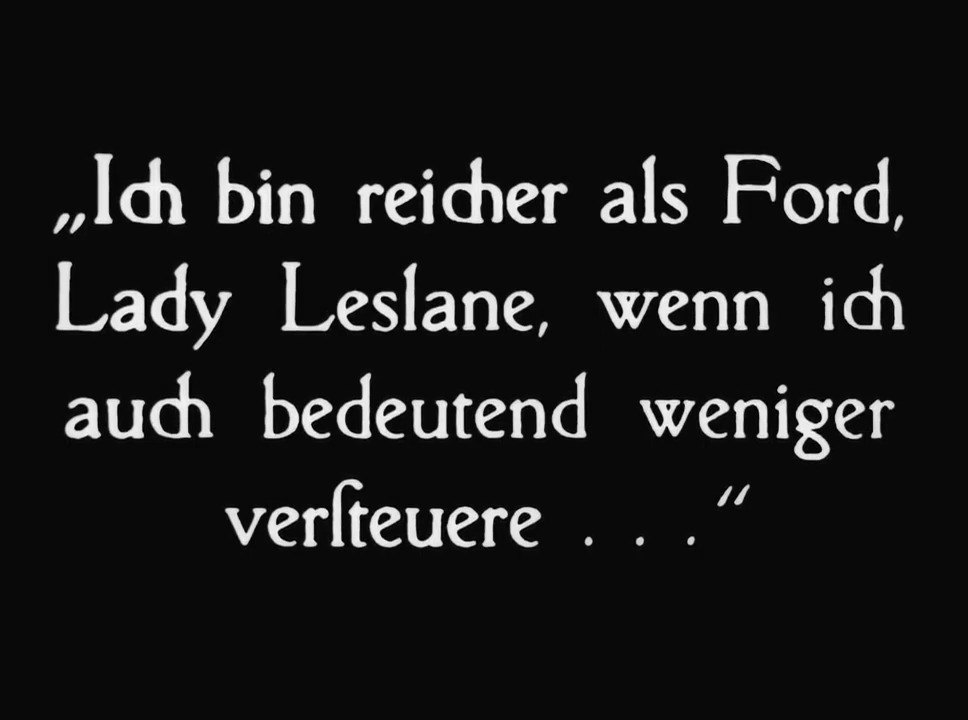 „Ich bin reicher als Ford,
Lady Leslane, wenn ich
auch bedeutend weniger
verſteuere . . .“